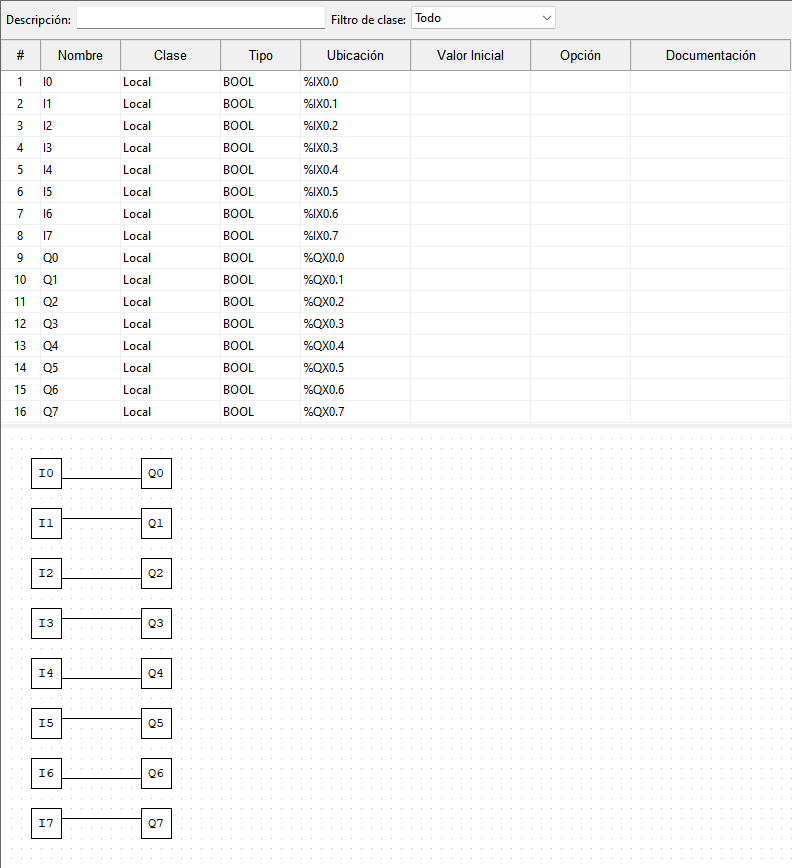 Descripción: Filtro de clase: Todo
# Nombre Clase Tipo Ubicación Valor Inicial Opción Documentación
1 I0 Local BOOL %IX0.0
2 I1 Local BOOL %IX0.1
3 I2 Local BOOL %IX0.2
4 I3 Local BOOL %IX0.3
5 I4 Local BOOL %IX0.4
6 I5 Local BOOL %IX0.5
7 I6 Local BOOL %IX0.6
8 I7 Local BOOL %IX0.7
9 Q0 Local BOOL %QX0.0
10 Q1 Local BOOL %QX0.1
11 Q2 Local BOOL %QX0.2
12 Q3 Local BOOL %QX0.3
13 Q4 Local BOOL %QX0.4
14 Q5 Local BOOL %QX0.5
15 Q6 Local BOOL %QX0.6
16 Q7 Local BOOL %QX0.7
I0 Q0
I1 Q1
I2 Q2
I3 Q3
I4 Q4
I5 Q5
I6 Q6
I7 Q7